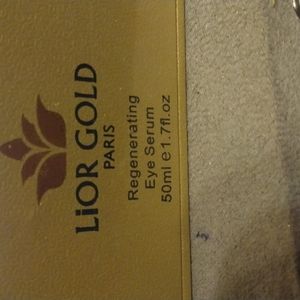 LIOR GOLD
PARIS
Regenerating
Eye Serum
50ml e 1.7fl.oz